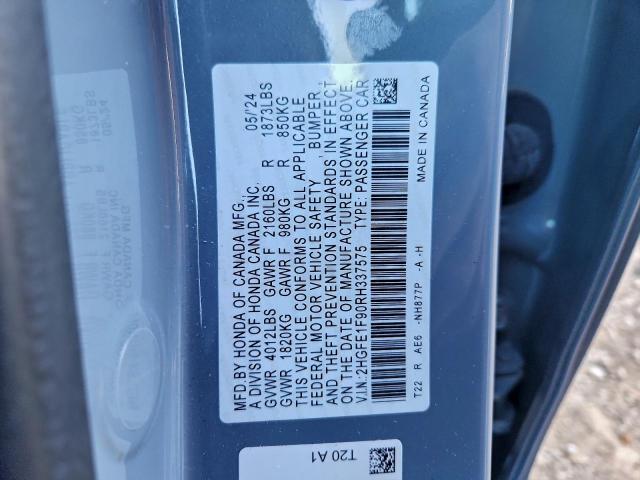 MFD.BY HONDA OF CANADA MFG. 05/'24
A DIVISION OF HONDA CANADA INC.
GVWR 4012LBS GAWR F 2160LBS R 1873LBS
GVWR 1820KG GAWR F 980KG R 850KG
THIS VEHICLE CONFORMS TO ALL APPLICABLE
FEDERAL MOTOR VEHICLE SAFETY, BUMPER,
AND THEFT PREVENTION STANDARDS IN EFFECT
ON THE DATE OF MANUFACTURE SHOWN ABOVE.
V.I.N.:2HGFE1F90RH337575 TYPE:PASSENGER CAR
T22 R AE6 -NH877P -A -H MADE IN CANADA
T20 A1